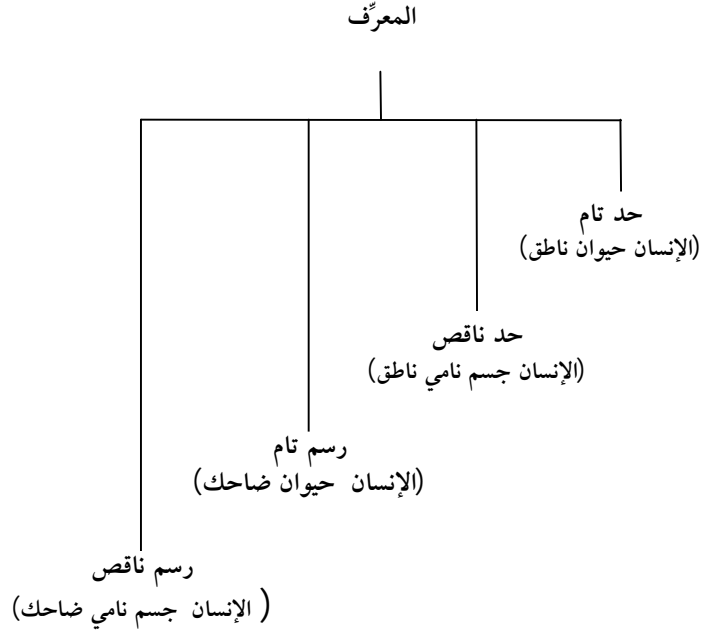 المعرِّف
حد تام
(الإنسان حيوان ناطق)
حد ناقص
(الإنسان جسم نامي ناطق)
رسم تام
(الإنسان حيوان ضاحك)
رسم ناقص
( الإنسان جسم نامي ضاحك)